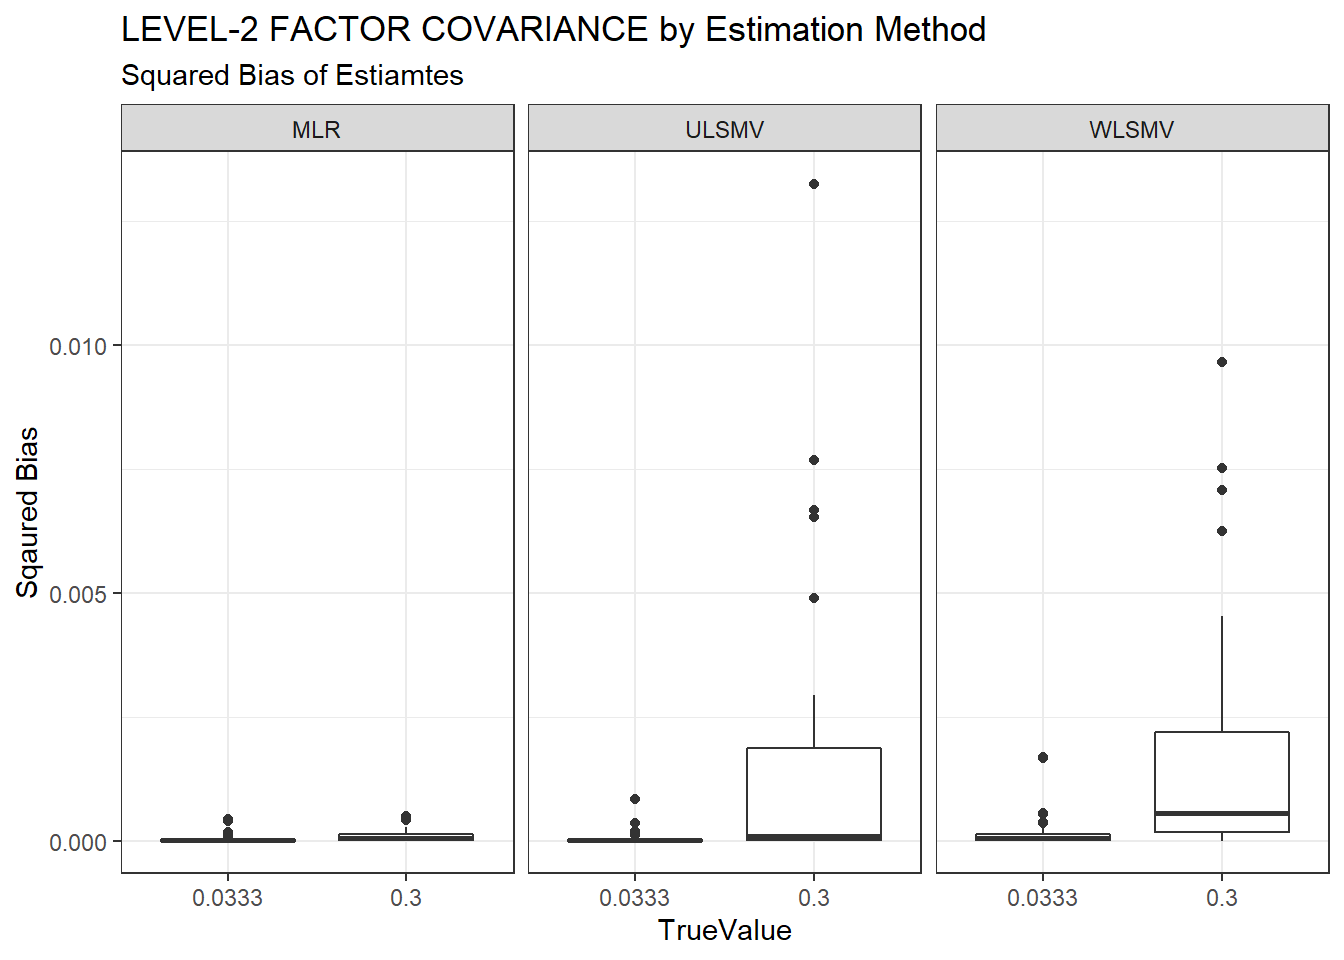 LEVEL-2 FACTOR COVARIANCE by Estimation Method
Squared Bias of Estiamtes
MLR ULSMV WLSMV
Sqaured Bias
0.010
0.005
0.000
0.0333 0.3 0.0333 0.3 0.0333 0.3
TrueValue